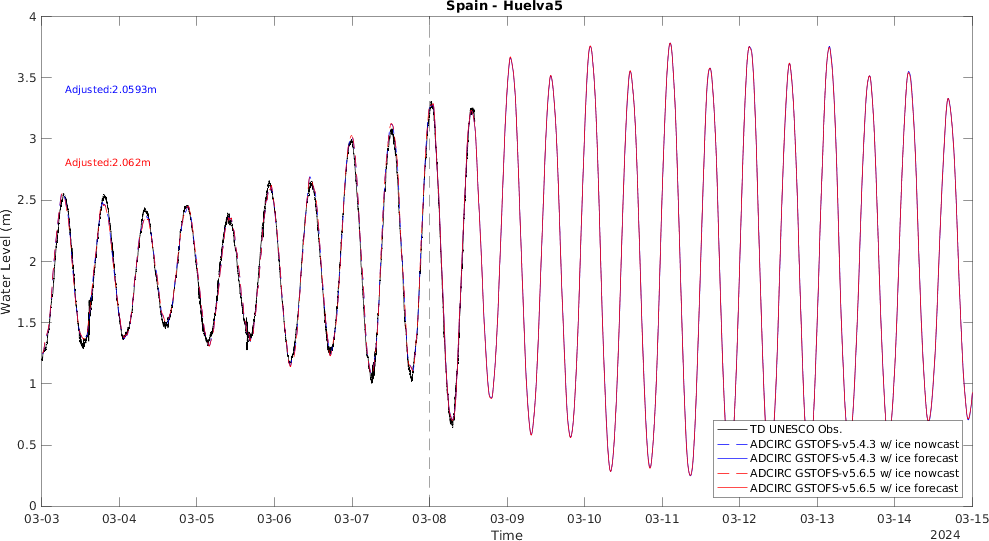 Spain - Huelva5
4
3.5
3
2.5
2
1.5
1
0.5
0
Water Level (m)
Adjusted:2.0593m
Adjusted:2.062m
TD UNESCO Obs.
ADCIRC GSTOFS-v5.4.3 w/ ice nowcast
ADCIRC GSTOFS-v5.4.3 w/ ice forecast
ADCIRC GSTOFS-v5.6.5 w/ ice nowcast
ADCIRC GSTOFS-v5.6.5 w/ ice forecast
03-03 03-04 03-05 03-06 03-07 03-08 03-09 03-10 03-11 03-12 03-13 03-14 03-15
Time
2024